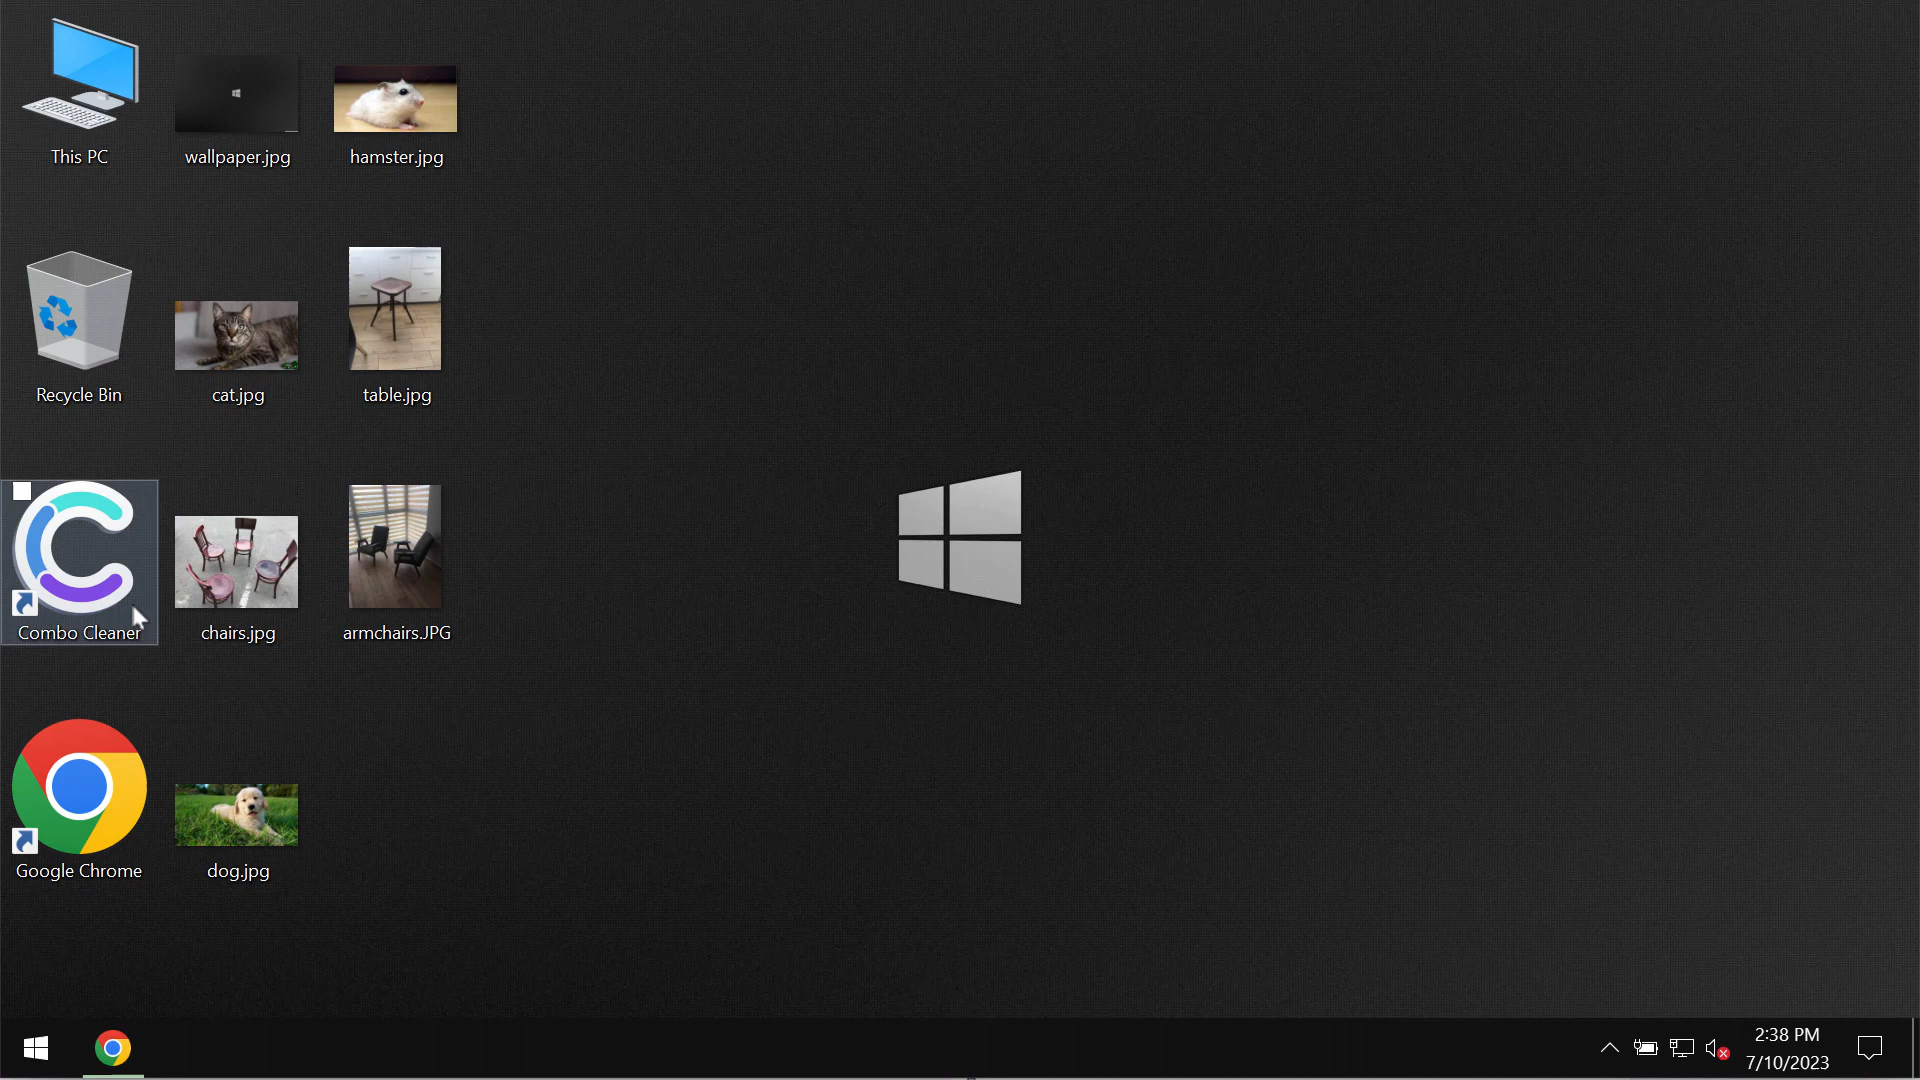 This PC
wallpaper.jpg
hamster.jpg
Recycle Bin
cat.jpg
table.jpg
Combo Cleaner
chairs.jpg
armchairs.JPG
Google Chrome
dog.jpg
2:38 PM
7/10/2023